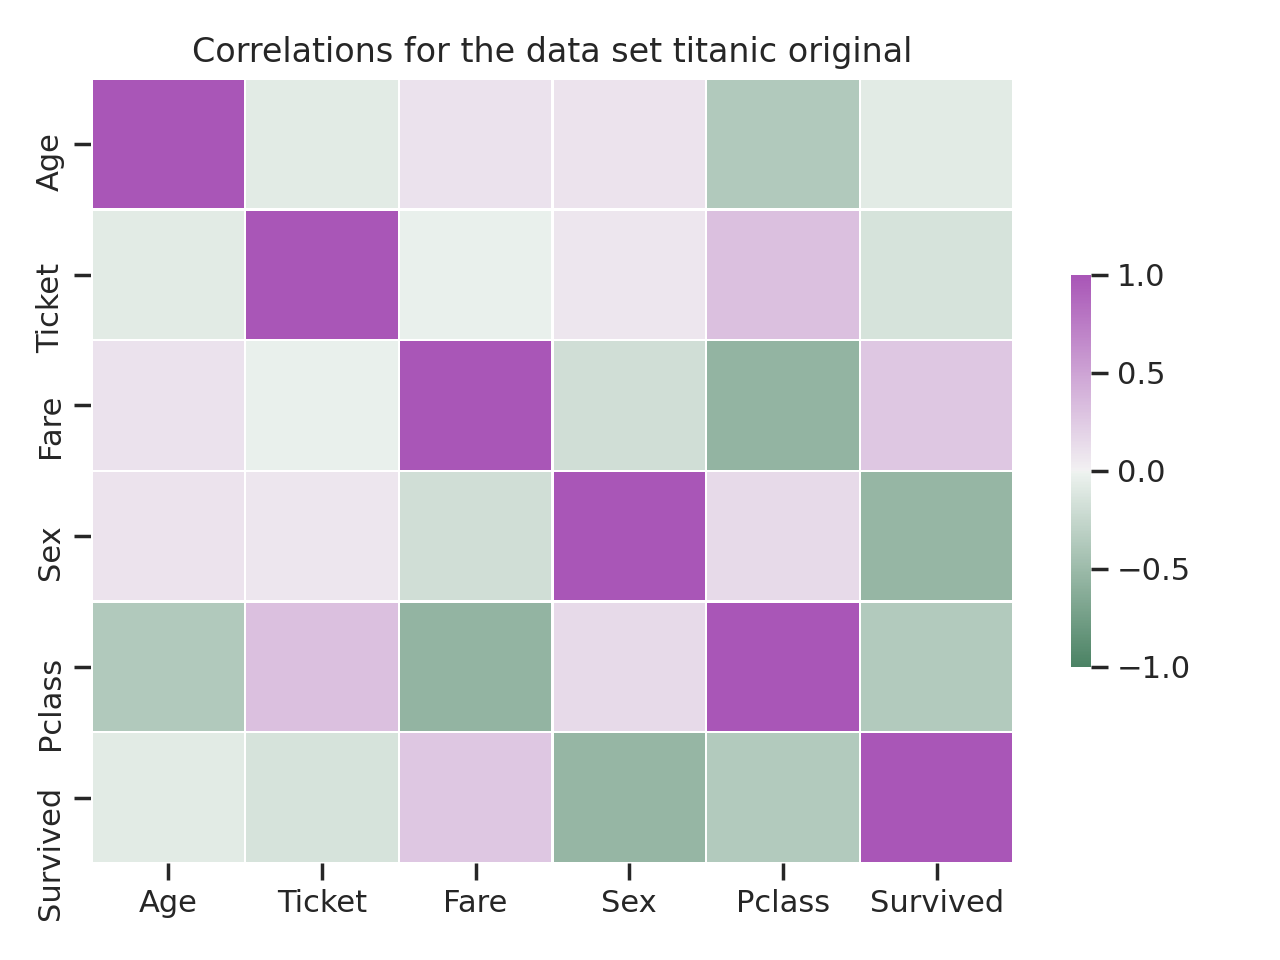 Correlations for the data set titanic original
Age
Ticket
Fare
Sex
Pclass
Survived
Age Ticket Fare Sex Pclass Survived
1.0
0.5
0.0
−0.5
−1.0